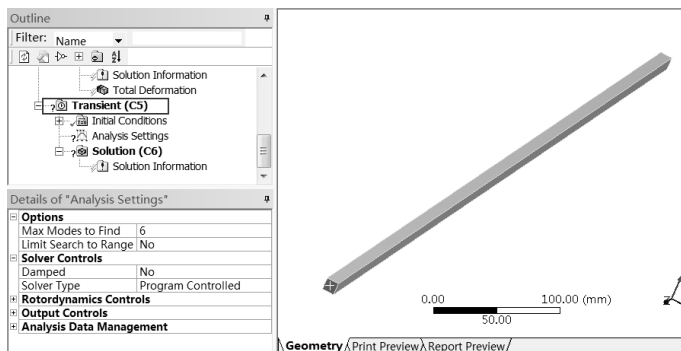 Outline
Filter: Name
Solution Information
Total Deformation
Transient (C5)
Initial Conditions
Analysis Settings
Solution (C6)
Solution Information
Details of "Analysis Settings"
Options
Max Modes to Find 6
Limit Search to Range No
Solver Controls
Damped No
Solver Type Program Controlled
Rotordynamics Controls
Output Controls
Analysis Data Management
0.00 100.00 (mm)
50.00
Geometry Print Preview Report Preview